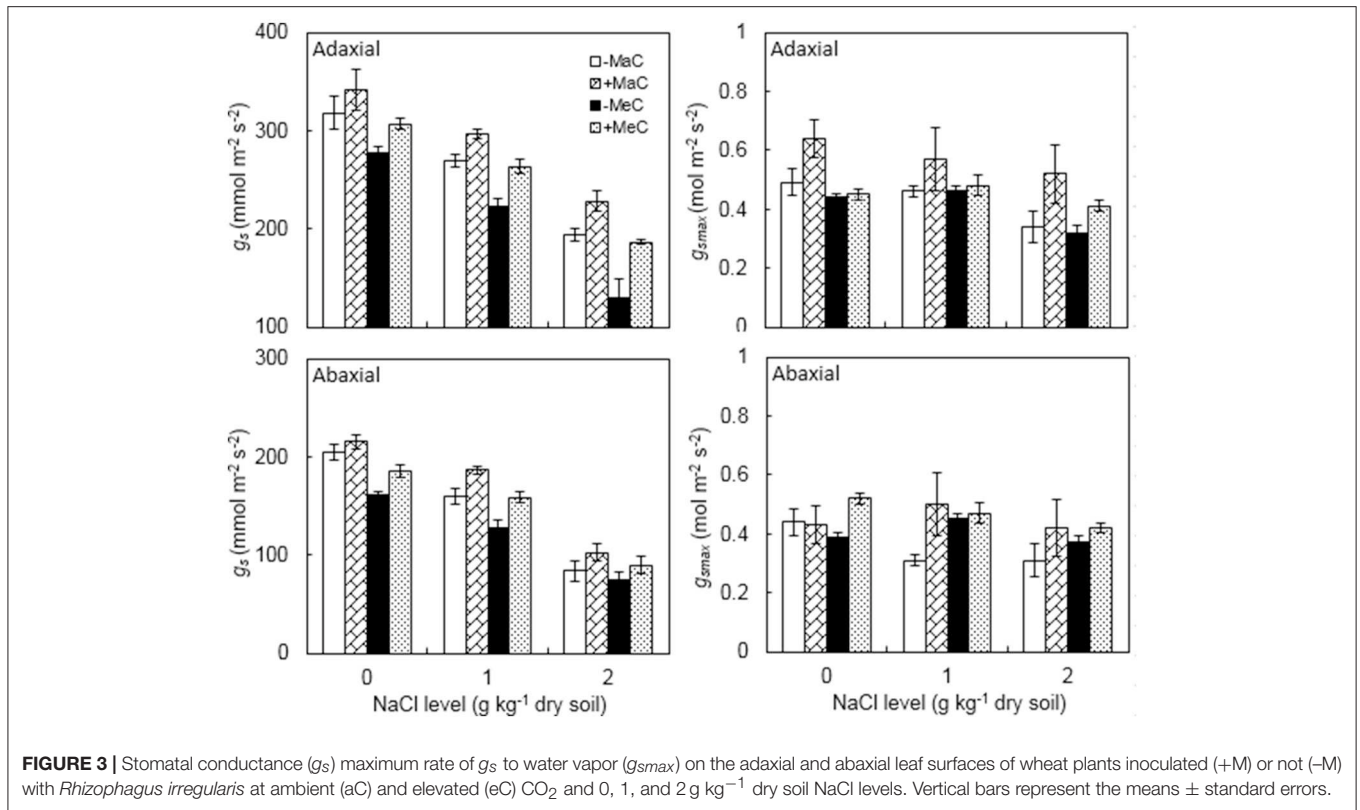 400
300
200
100
gs (mmol m-2 s-2)
Adaxial
-MaC
+MaC
-MeC
+MeC
1
0.8
0.6
0.4
0.2
0
gsmax (mol m-2 s-2)
Adaxial
300
200
100
0
gs (mmol m-2 s-2)
Abaxial
0 1 2
NaCl level (g kg-1 dry soil)
1
0.8
0.6
0.4
0.2
0
gsmax (mol m-2 s-2)
Abaxial
0 1 2
NaCl level (g kg-1 dry soil)
FIGURE 3 | Stomatal conductance (gs) maximum rate of gs to water vapor (gsmax) on the adaxial and abaxial leaf surfaces of wheat plants inoculated (+M) or not (–M)
with Rhizophagus irregularis at ambient (aC) and elevated (eC) CO2 and 0, 1, and 2 g kg−1 dry soil NaCl levels. Vertical bars represent the means ± standard errors.